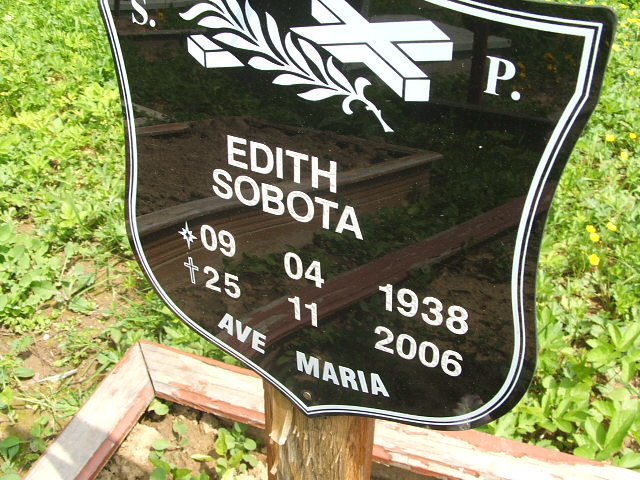 S. P.
EDITH
SOBOTA
09 04 1938
25 11 2006
AVE MARIA